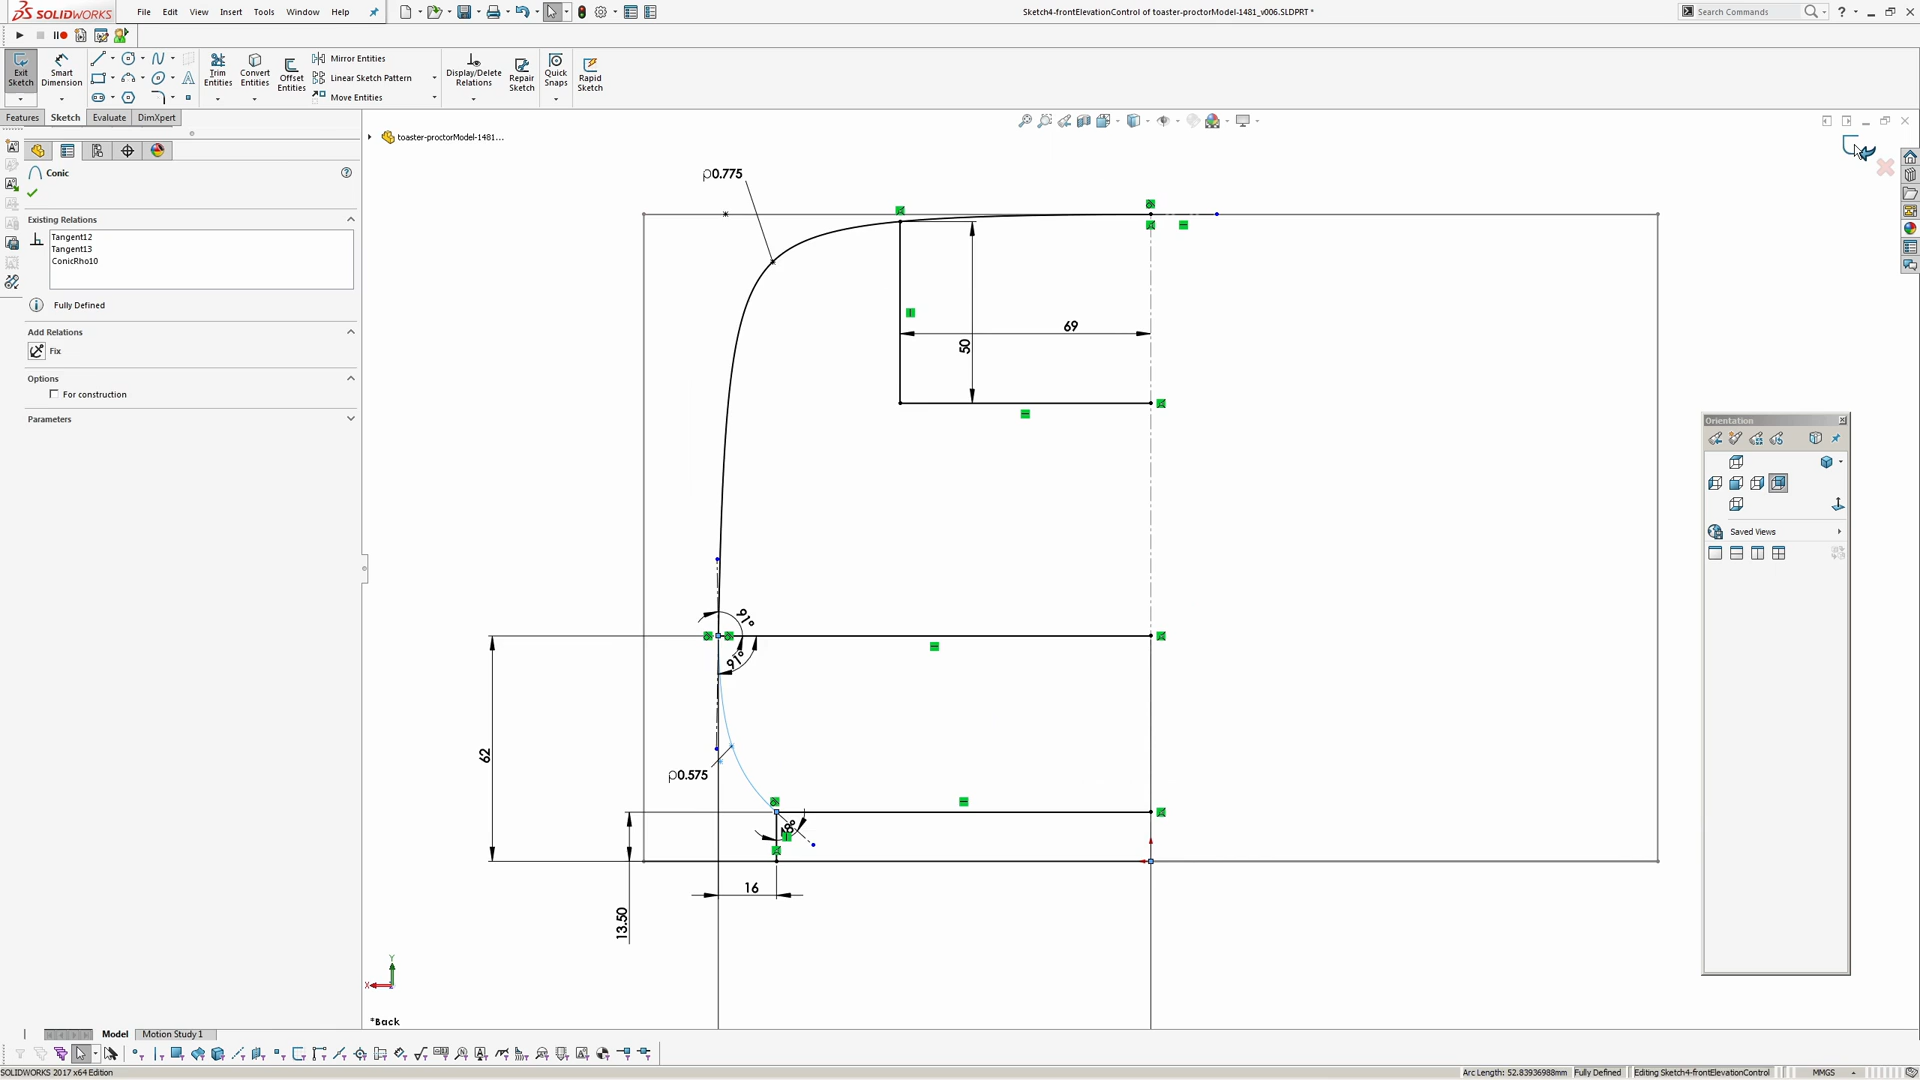 SOLIDWORKS
File
Edit
View
Insert
Tools
Window
Help
Sketch4-frontElevationControl of toaster-proctorModel-1481_v006.SLDPRT *
Search Commands
Exit Sketch
Smart Dimension
Trim Entities
Convert Entities
Offset Entities
Mirror Entities
Linear Sketch Pattern
Move Entities
Display/Delete Relations
Repair Sketch
Quick Snaps
Rapid Sketch
Features
Sketch
Evaluate
DimXpert
toaster-proctorModel-1481...
Conic
Existing Relations
Tangent12
Tangent13
ConicRho10
Fully Defined
Add Relations
Fix
Options
For construction
Parameters
ρ0.775
69
50
91°
91°
62
ρ0.575
16
13.50
Orientation
Saved Views
Y
X
*Back
Model
Motion Study 1
SOLIDWORKS 2017 x64 Edition
Arc Length: 52.83936988mm
Fully Defined
Editing Sketch4-frontElevationControl
MMGS